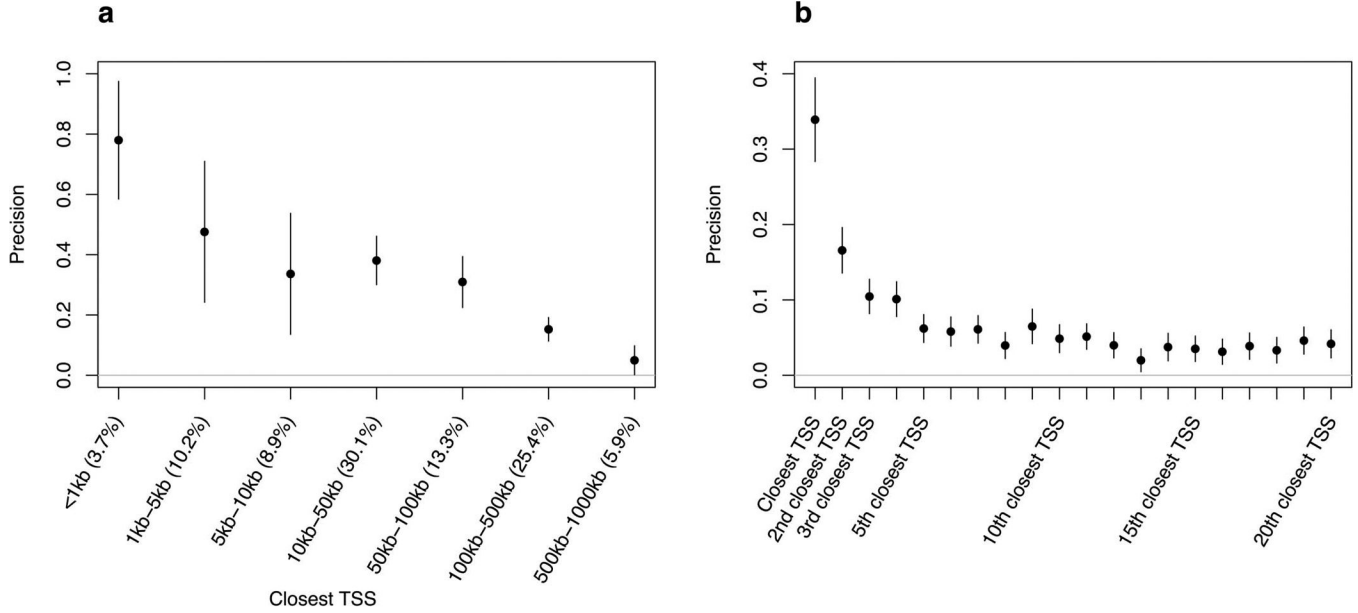 a
Precision
1.0
0.8
0.6
0.4
0.2
0.0
<1kb (3.7%)
1kb−5kb (10.2%)
5kb−10kb (8.9%)
10kb−50kb (30.1%)
50kb−100kb (13.3%)
100kb−500kb (25.4%)
500kb−1000kb (5.9%)
Closest TSS
b
Precision
0.4
0.3
0.2
0.1
0.0
Closest TSS
2nd closest TSS
3rd closest TSS
5th closest TSS
10th closest TSS
15th closest TSS
20th closest TSS